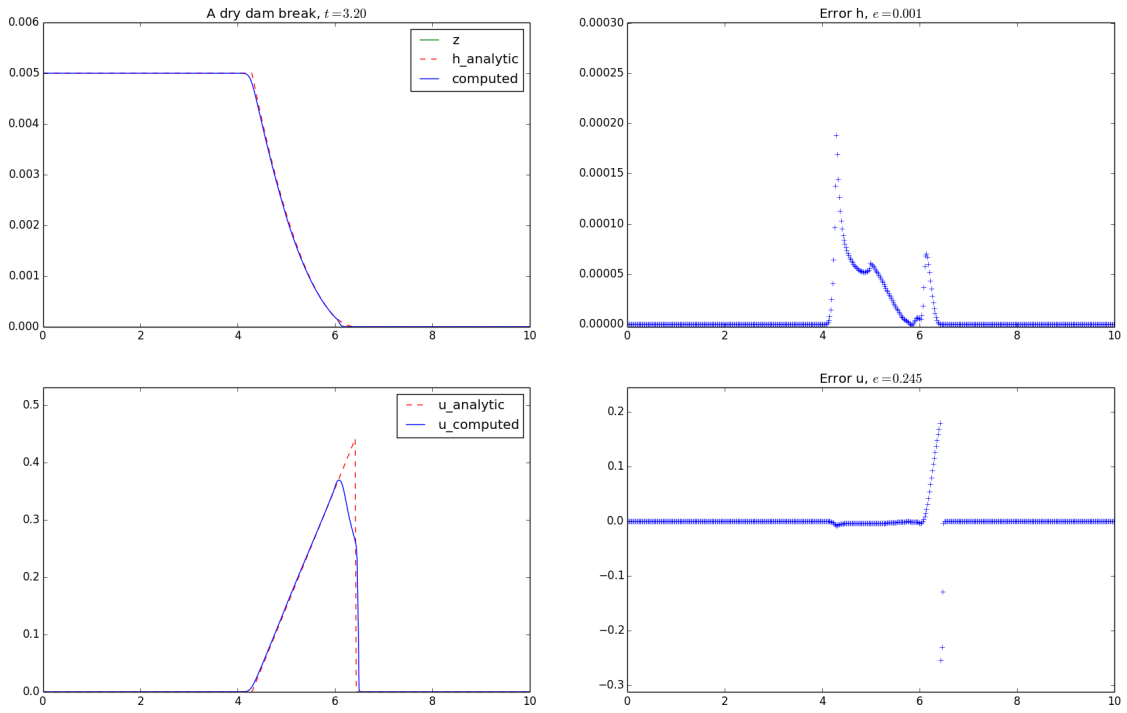 A dry dam break, t=3.20
0.006
0.005
0.004
0.003
0.002
0.001
0.000
0 2 4 6 8 10
z
h_analytic
computed
Error h, e=0.001
0.00030
0.00025
0.00020
0.00015
0.00010
0.00005
0.00000
0 2 4 6 8 10
0.5
0.4
0.3
0.2
0.1
0.0
0 2 4 6 8 10
u_analytic
u_computed
Error u, e=0.245
0.2
0.1
0.0
−0.1
−0.2
−0.3
0 2 4 6 8 10